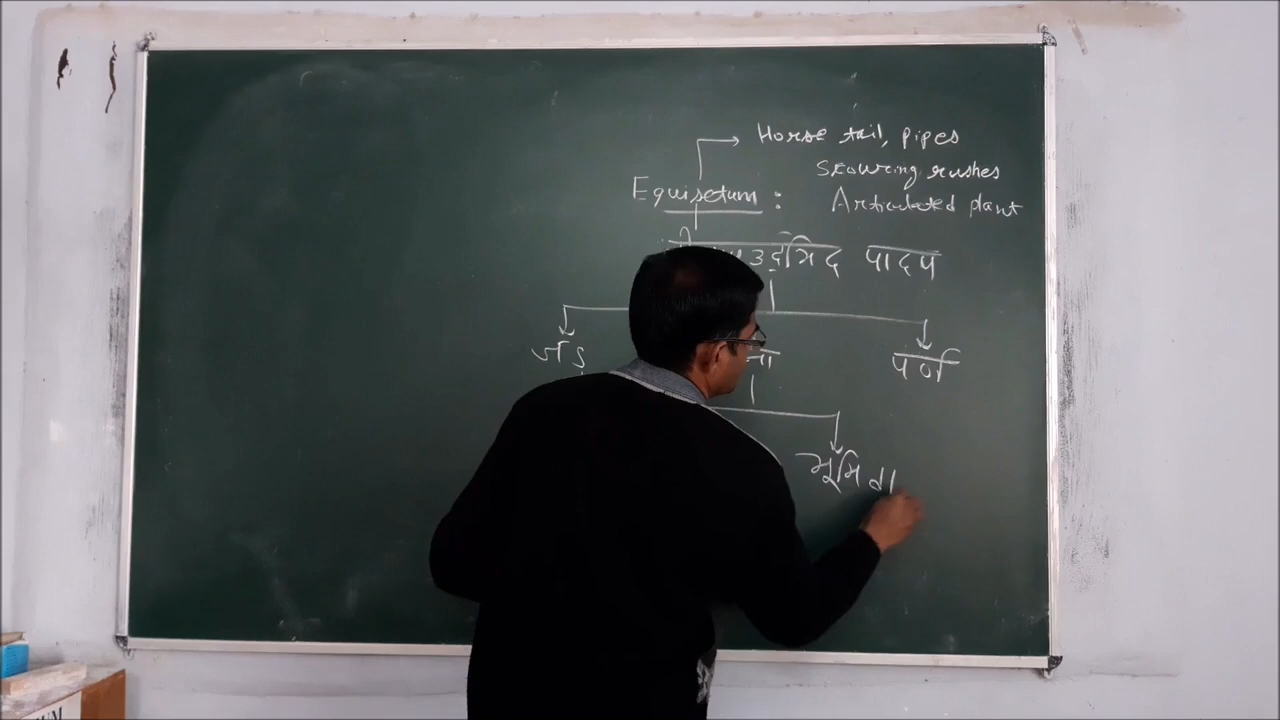 Horse tail, pipes
scouring rushes
Equisetum : Articulated plant
उद्भिद पादप
जड़
पर्ण
भूमिग